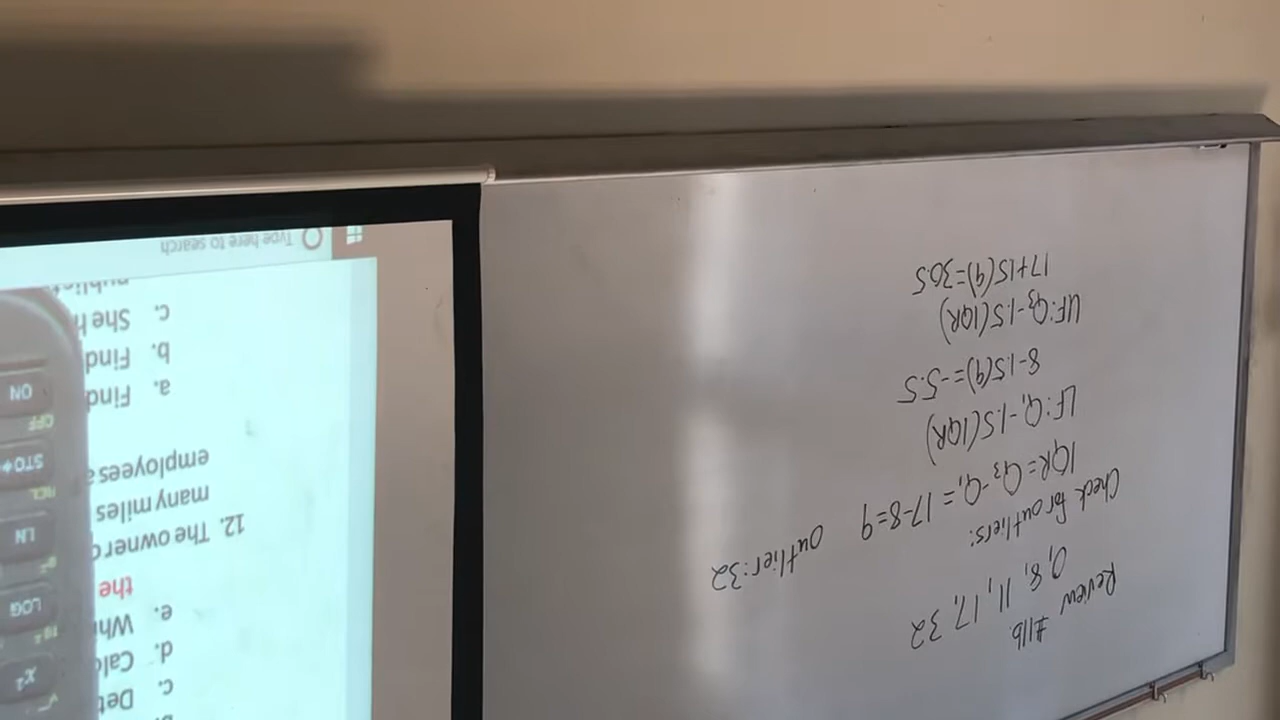 Review
#11b.
0, 8, 11, 17, 32
Check for outliers:
IQR = Q3-Q1 = 17-8=9 Outlier:32
LF: Q1-1.5(IQR)
8-1.5(9)=-5.5
UF: Q3-1.5(IQR)
17+1.5(9)=30.5
c. Det
d. Calc
e. Whi
the
12. The owner
many miles
employees a
a. Find
b. Find
c. She h
Type here to search
x²
LOG
LN
STO
OFF
ON